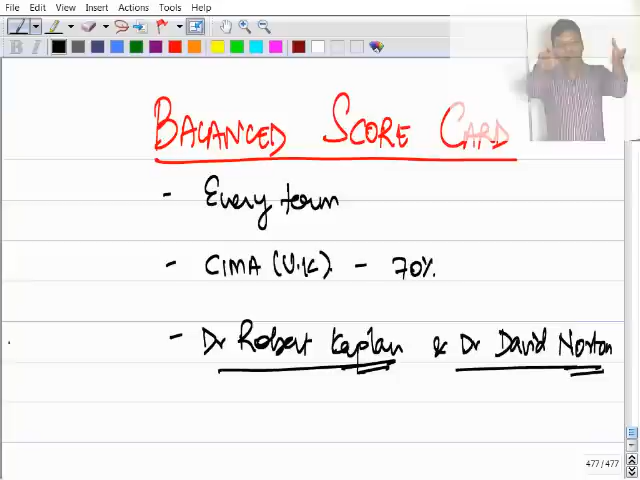 File Edit View Insert Actions Tools Help
B I
BALANCED SCORE CARD
- Every term
- CIMA (U.K). - 70%
- Dr Robert Kaplan & Dr David Norton
477 / 477